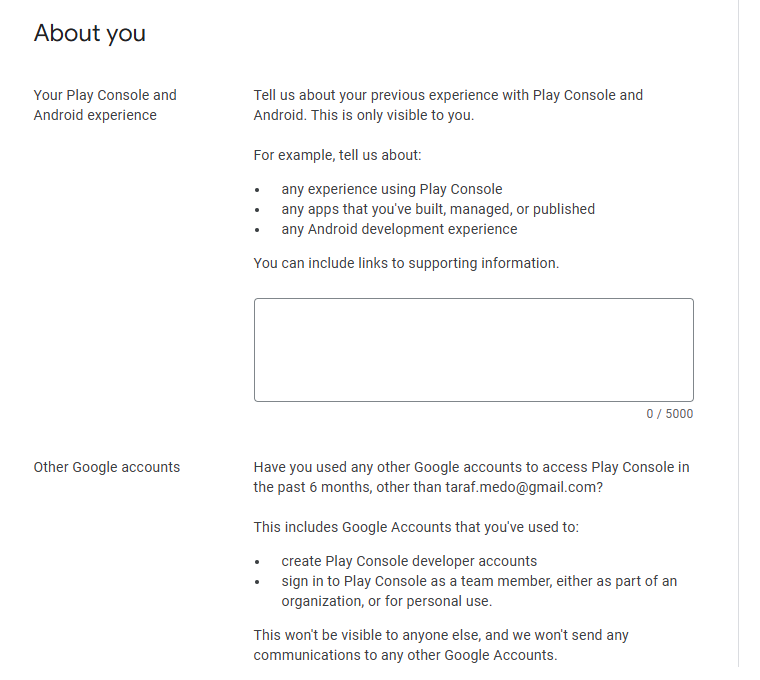 About you
Your Play Console and
Android experience
Tell us about your previous experience with Play Console and
Android. This is only visible to you.
For example, tell us about:
• any experience using Play Console
• any apps that you've built, managed, or published
• any Android development experience
You can include links to supporting information.
0 / 5000
Other Google accounts
Have you used any other Google accounts to access Play Console in
the past 6 months, other than taraf.medo@gmail.com?
This includes Google Accounts that you've used to:
• create Play Console developer accounts
• sign in to Play Console as a team member, either as part of an
organization, or for personal use.
This won't be visible to anyone else, and we won't send any
communications to any other Google Accounts.